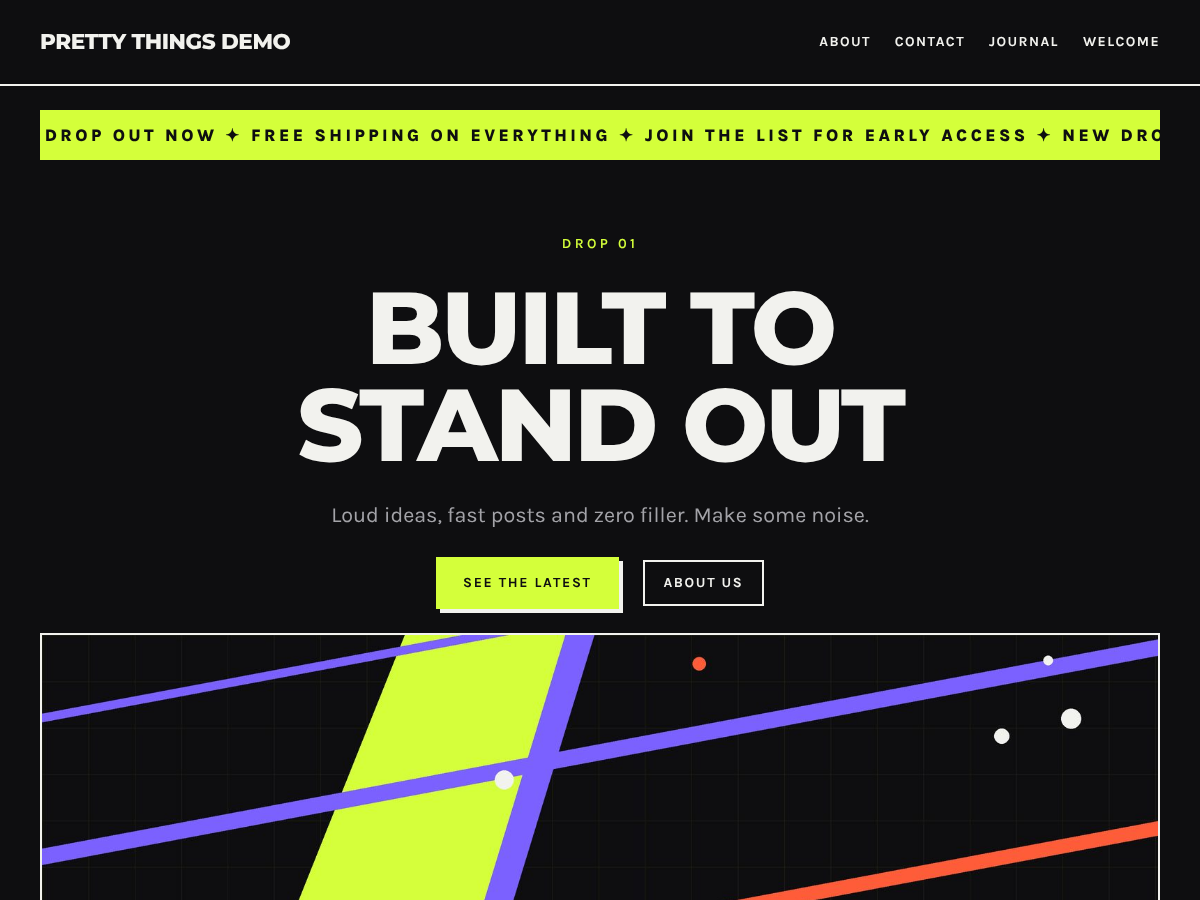 PRETTY THINGS DEMO
ABOUT CONTACT JOURNAL WELCOME
DROP OUT NOW ✦ FREE SHIPPING ON EVERYTHING ✦ JOIN THE LIST FOR EARLY ACCESS ✦ NEW DRO
DROP 01
BUILT TO
STAND OUT
Loud ideas, fast posts and zero filler. Make some noise.
SEE THE LATEST
ABOUT US